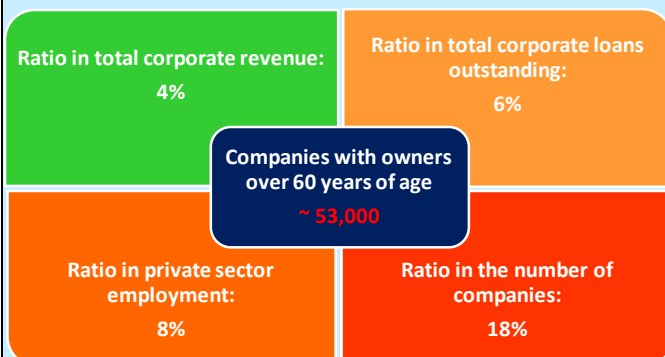 Ratio in total corporate revenue:
4%
Ratio in total corporate loans
outstanding:
6%
Companies with owners
over 60 years of age
~ 53,000
Ratio in private sector
employment:
8%
Ratio in the number of
companies:
18%